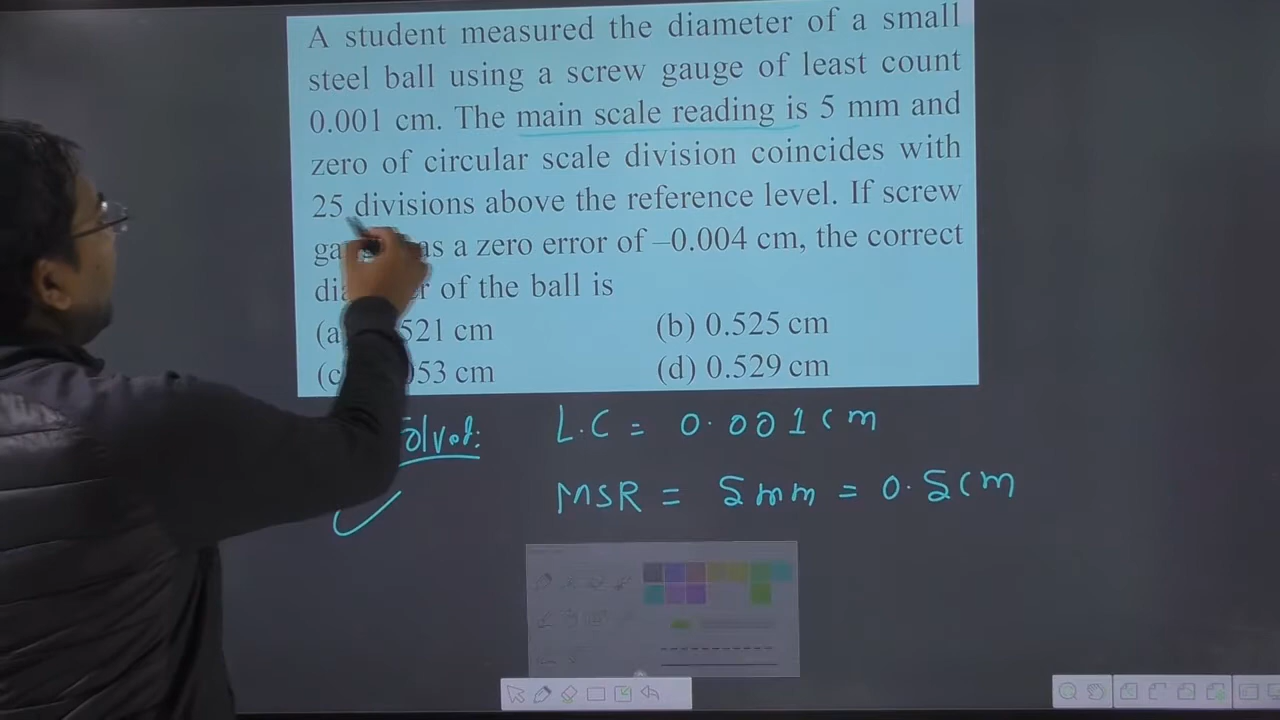 A student measured the diameter of a small
steel ball using a screw gauge of least count
0.001 cm. The main scale reading is 5 mm and
zero of circular scale division coincides with
25 divisions above the reference level. If screw
has a zero error of –0.004 cm, the correct
of the ball is
521 cm (b) 0.525 cm
053 cm (d) 0.529 cm
L.C = 0.001 cm
MSR = 5mm = 0.5cm